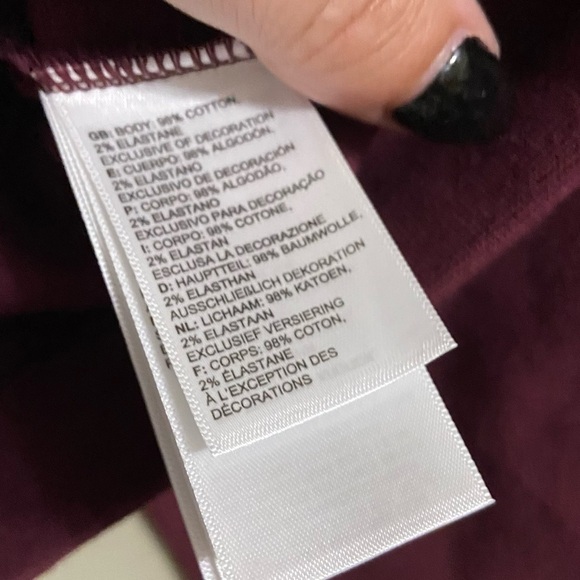 GB: BODY: 98% COTTON.
2% ELASTANE
EXCLUSIVE OF DECORATION
E: CUERPO: 98% ALGODÓN.
2% ELASTANO
EXCLUSIVO DE DECORACIÓN
P: CORPO: 98% ALGODÃO.
2% ELASTANO
EXCLUSIVO PARA DECORAÇÃO
I: CORPO: 98% COTONE.
2% ELASTAN
ESCLUSA LA DECORAZIONE
D: HAUPTTEIL: 98% BAUMWOLLE.
2% ELASTHAN
AUSSCHLIEẞLICH DEKORATION
NL: LICHAAM: 98% KATOEN.
2% ELASTAAN
EXCLUSIEF VERSIERING
F: CORPS: 98% COTON.
2% ÉLASTANE
À L'EXCEPTION DES
DÉCORATIONS